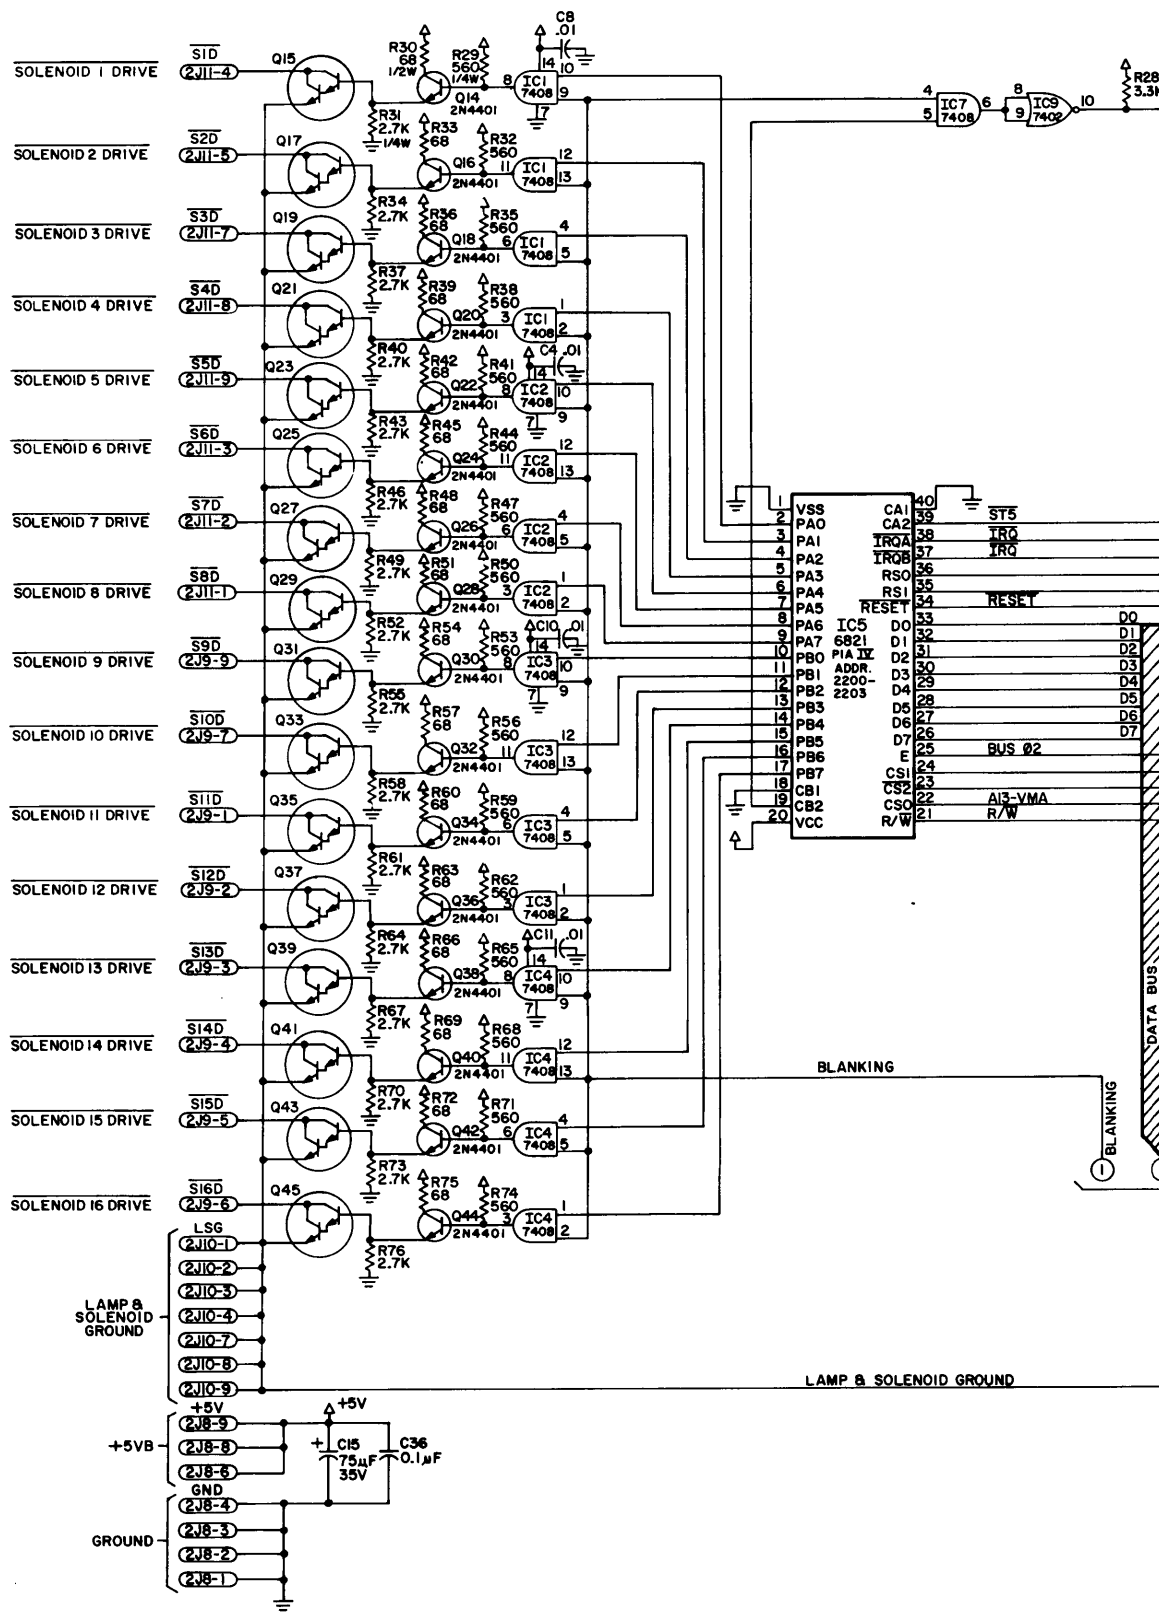 SOLENOID 1 DRIVE
S1D
2J11-4
Q15
R30
68
1/2W
R29
560
1/4W
C8
.01
14
10
8
IC1
7408
9
7
Q14
2N4401
R31
2.7K
1/4W
SOLENOID 2 DRIVE
S2D
2J11-5
Q17
R33
68
R32
560
Q16
2N4401
11
IC1
7408
12
13
R34
2.7K
SOLENOID 3 DRIVE
S3D
2J11-7
Q19
R36
68
R35
560
Q18
2N4401
6
IC1
7408
4
5
R37
2.7K
SOLENOID 4 DRIVE
S4D
2J11-8
Q21
R39
68
R38
560
Q20
2N4401
3
IC1
7408
1
2
R40
2.7K
SOLENOID 5 DRIVE
S5D
2J11-9
Q23
R42
68
R41
560
C4 .01
14
Q22
2N4401
8
IC2
7408
10
9
7
R43
2.7K
SOLENOID 6 DRIVE
S6D
2J11-3
Q25
R45
68
R44
560
Q24
2N4401
11
IC2
7408
12
13
R46
2.7K
SOLENOID 7 DRIVE
S7D
2J11-2
Q27
R48
68
R47
560
Q26
2N4401
6
IC2
7408
4
5
R49
2.7K
SOLENOID 8 DRIVE
S8D
2J11-1
Q29
R51
68
R50
560
Q28
2N4401
3
IC2
7408
1
2
R52
2.7K
SOLENOID 9 DRIVE
S9D
2J9-9
Q31
R54
68
R53
560
C10 .01
14
Q30
2N4401
8
IC3
7408
10
9
7
R55
2.7K
SOLENOID 10 DRIVE
S10D
2J9-7
Q33
R57
68
R56
560
Q32
2N4401
11
IC3
7408
12
13
R58
2.7K
SOLENOID 11 DRIVE
S11D
2J9-1
Q35
R60
68
R59
560
Q34
2N4401
6
IC3
7408
4
5
R61
2.7K
SOLENOID 12 DRIVE
S12D
2J9-2
Q37
R63
68
R62
560
Q36
2N4401
3
IC3
7408
1
2
R64
2.7K
SOLENOID 13 DRIVE
S13D
2J9-3
Q39
R66
68
R65
560
C11 .01
14
Q38
2N4401
8
IC4
7408
10
9
7
R67
2.7K
SOLENOID 14 DRIVE
S14D
2J9-4
Q41
R69
68
R68
560
Q40
2N4401
11
IC4
7408
12
13
R70
2.7K
SOLENOID 15 DRIVE
S15D
2J9-5
Q43
R72
68
R71
560
Q42
2N4401
6
IC4
7408
4
5
R73
2.7K
SOLENOID 16 DRIVE
S16D
2J9-6
Q45
R75
68
R74
560
Q44
2N4401
3
IC4
7408
1
2
R76
2.7K
4
5
IC7
7408
6
8
9
IC9
7402
10
R28
3.3K
1 VSS
2 PA0
3 PA1
4 PA2
5 PA3
6 PA4
7 PA5
8 PA6
9 PA7
10 PB0
11 PB1
12 PB2
13 PB3
14 PB4
15 PB5
16 PB6
17 PB7
18 CB1
19 CB2
20 VCC
IC5
6821
PIA IV
ADDR.
2200-
2203
CA1 40
CA2 39 ST5
IRQA 38 IRQ
IRQB 37 IRQ
RS0 36
RS1 35
RESET 34 RESET
D0 33 D0
D1 32 D1
D2 31 D2
D3 30 D3
D4 29 D4
D5 28 D5
D6 27 D6
D7 26 D7
E 25 BUS Ø2
CS1 24
CS2 23
CS0 22 A13-VMA
R/W 21 R/W
DATA BUS
BLANKING
BLANKING
1
LSG
2J10-1
2J10-2
2J10-3
2J10-4
2J10-7
2J10-8
2J10-9
LAMP &
SOLENOID
GROUND
LAMP & SOLENOID GROUND
+5VB
+5V
2J8-9
2J8-8
2J8-6
+5V
+
C15
75µF
35V
C36
0.1µF
GROUND
GND
2J8-4
2J8-3
2J8-2
2J8-1